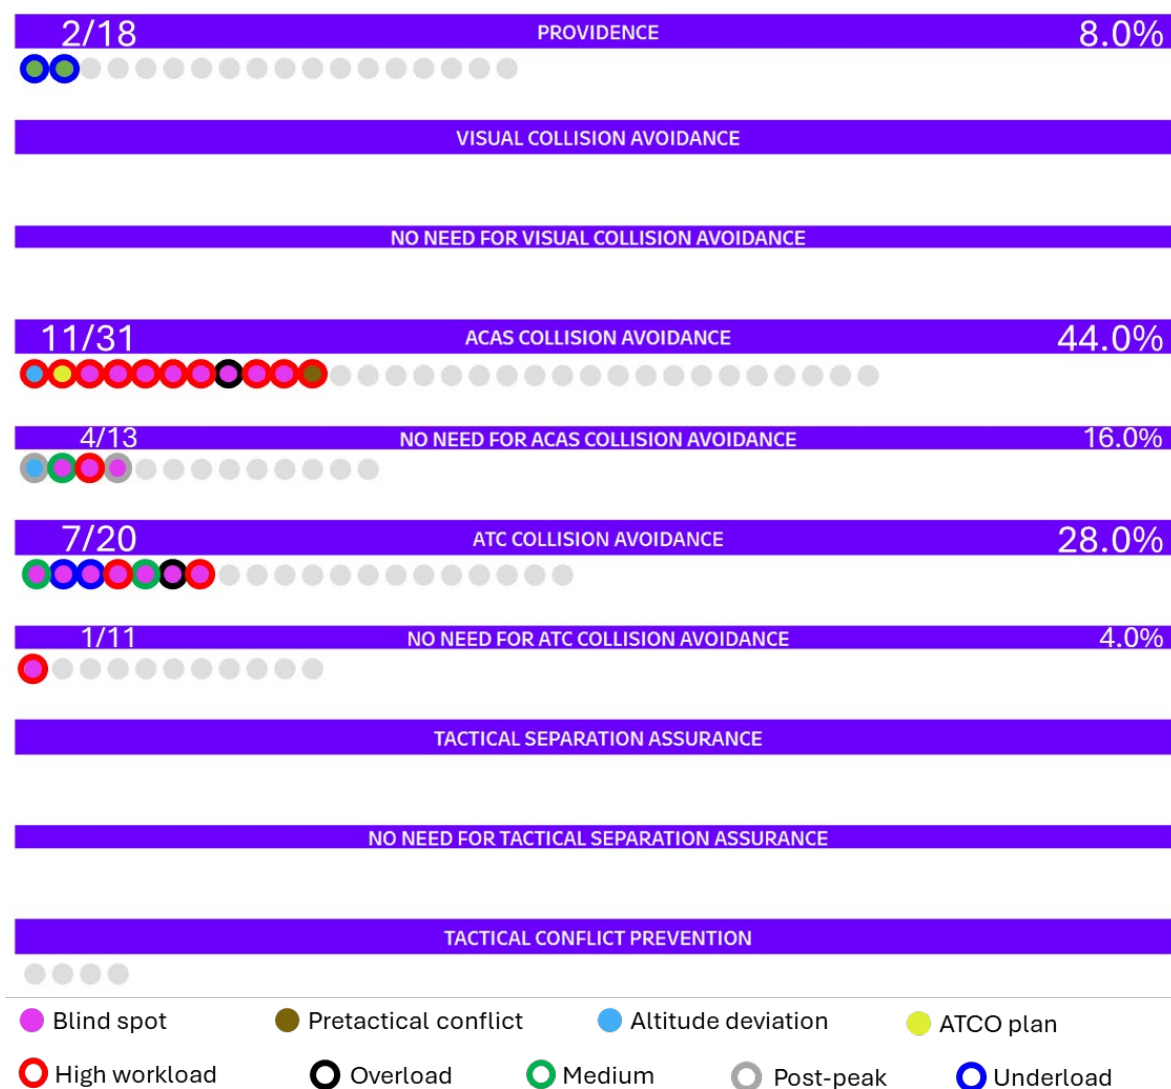 2/18 PROVIDENCE 8.0%
VISUAL COLLISION AVOIDANCE
NO NEED FOR VISUAL COLLISION AVOIDANCE
11/31 ACAS COLLISION AVOIDANCE 44.0%
4/13 NO NEED FOR ACAS COLLISION AVOIDANCE 16.0%
7/20 ATC COLLISION AVOIDANCE 28.0%
1/11 NO NEED FOR ATC COLLISION AVOIDANCE 4.0%
TACTICAL SEPARATION ASSURANCE
NO NEED FOR TACTICAL SEPARATION ASSURANCE
TACTICAL CONFLICT PREVENTION
Blind spot Pretactical conflict Altitude deviation ATCO plan
High workload Overload Medium Post-peak Underload